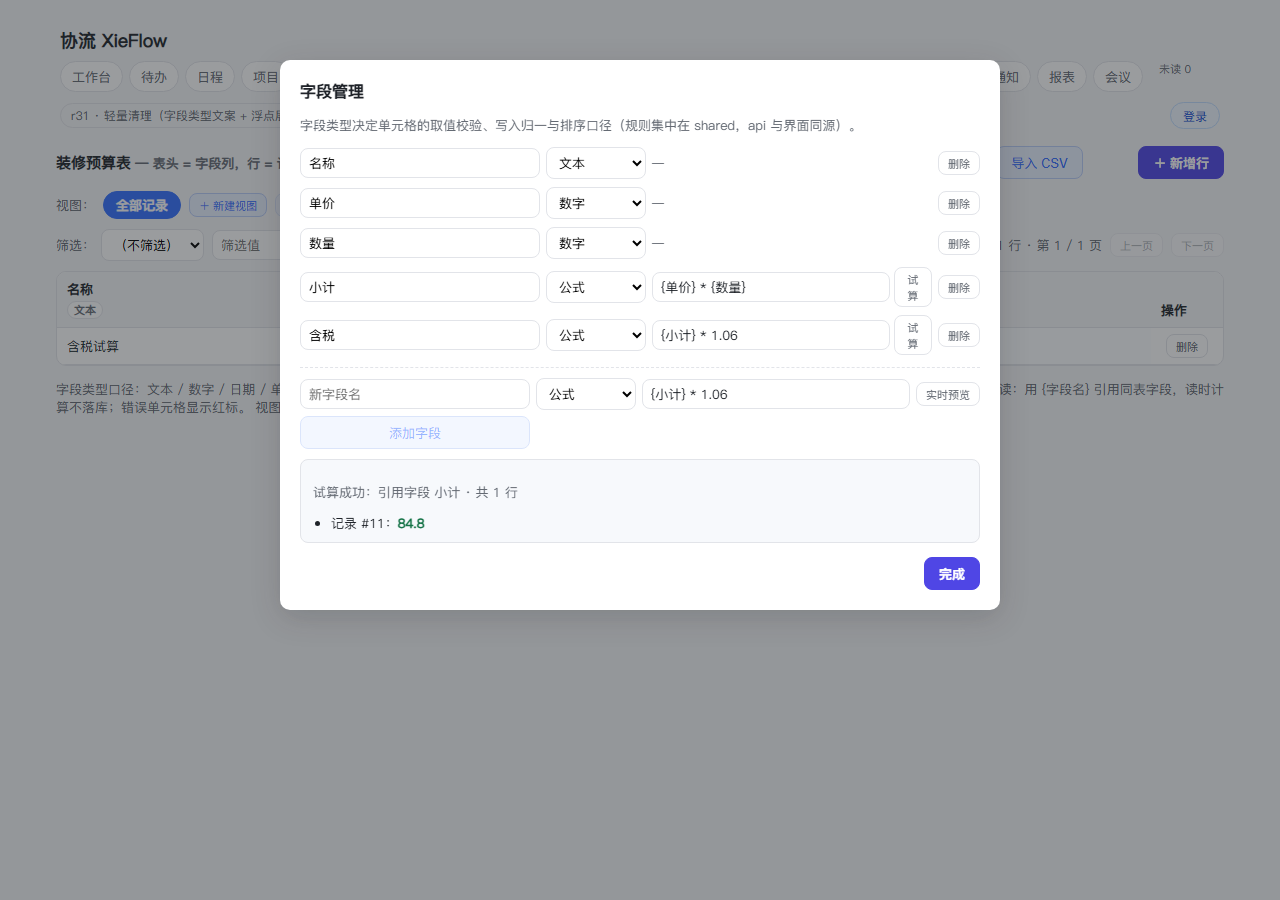 协流 XieFlow
工作台 待办 日程 项目 通知 报表 会议 未读 0
r31 · 轻量清理（字段类型文案 + 浮点 登录
装修预算表 — 表头 = 字段列，行 = 导入 CSV ＋ 新增行
视图： 全部记录 ＋ 新建视图
筛选： （不筛选） 筛选值 行 · 第 1 / 1 页 上一页 下一页
名称
文本 操作
含税试算 删除
字段类型口径：文本 / 数字 / 日期 / 单 读：用 {字段名} 引用同表字段，读时计
算不落库；错误单元格显示红标。 视图
字段管理
字段类型决定单元格的取值校验、写入归一与排序口径（规则集中在 shared，api 与界面同源）。
名称 文本 — 删除
单价 数字 — 删除
数量 数字 — 删除
小计 公式 {单价} * {数量} 试算 删除
含税 公式 {小计} * 1.06 试算 删除
新字段名 公式 {小计} * 1.06 实时预览
添加字段
试算成功：引用字段 小计 · 共 1 行
• 记录 #11： 84.8
完成